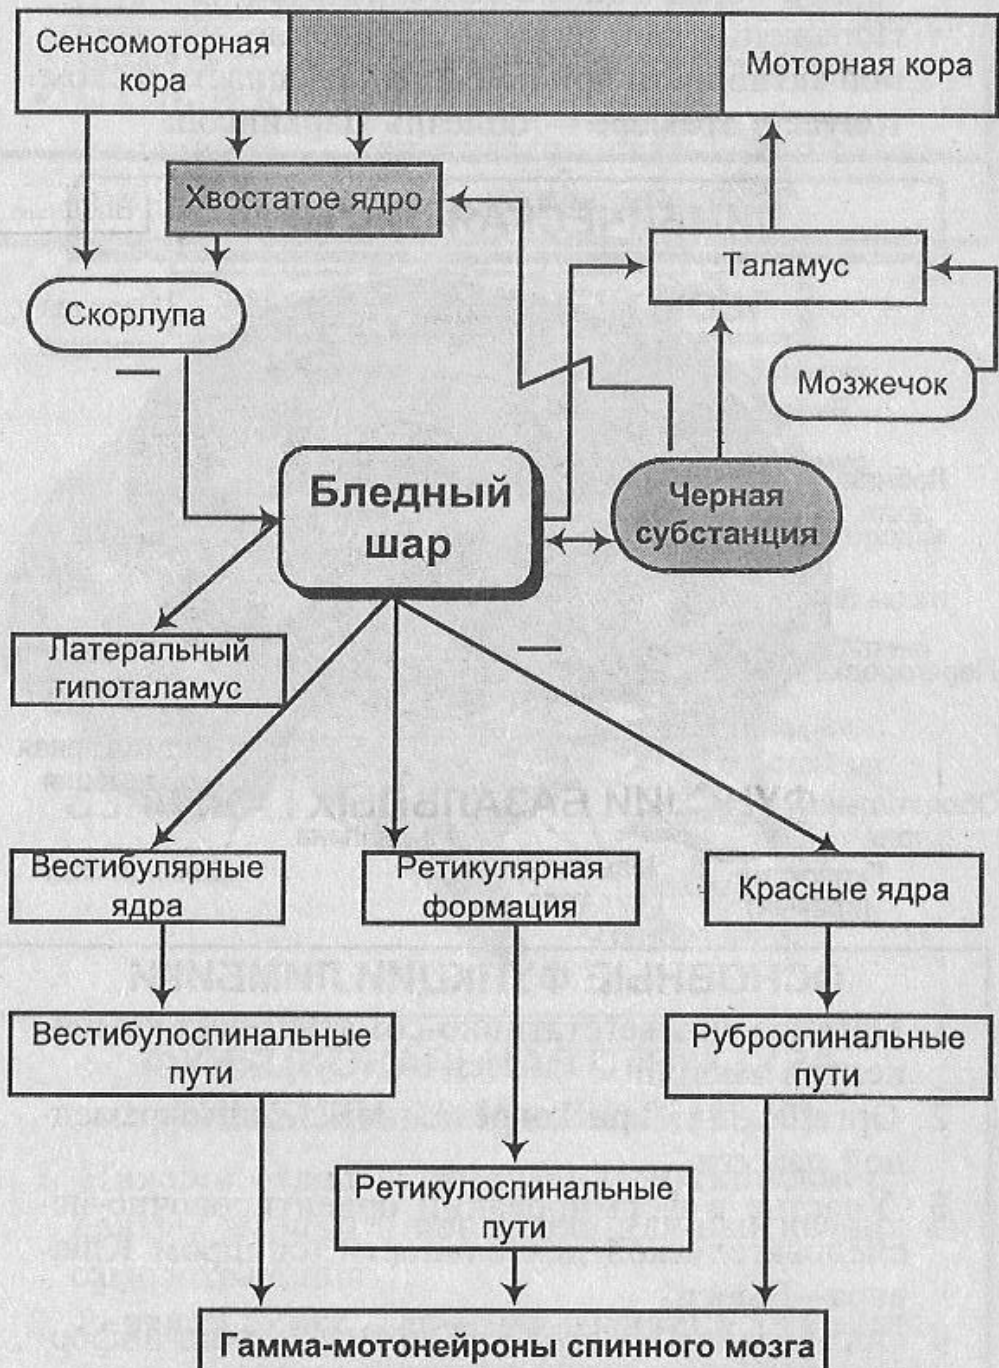 Сенсомоторная
кора
Моторная кора
Хвостатое ядро
Таламус
Скорлупа
Мозжечок
Бледный
шар
Черная
субстанция
Латеральный
гипоталамус
Вестибулярные
ядра
Ретикулярная
формация
Красные ядра
Вестибулоспинальные
пути
Руброспинальные
пути
Ретикулоспинальные
пути
Гамма-мотонейроны спинного мозга